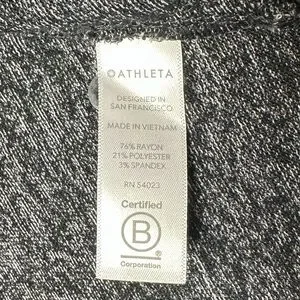 ATHLETA
DESIGNED IN
SAN FRANCISCO
MADE IN VIETNAM
76% RAYON
21% POLYESTER
3% SPANDEX
RN 54023
Certified
B
Corporation